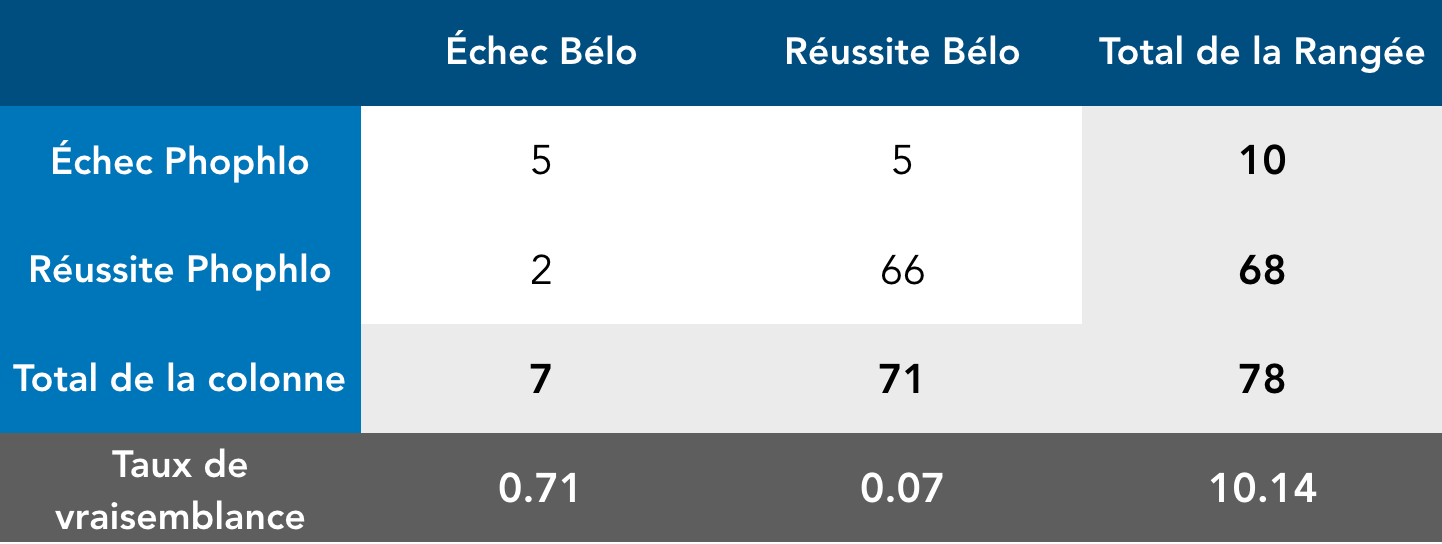 Échec Bélo Réussite Bélo Total de la Rangée
Échec Phophlo 5 5 10
Réussite Phophlo 2 66 68
Total de la colonne 7 71 78
Taux de
vraisemblance 0.71 0.07 10.14